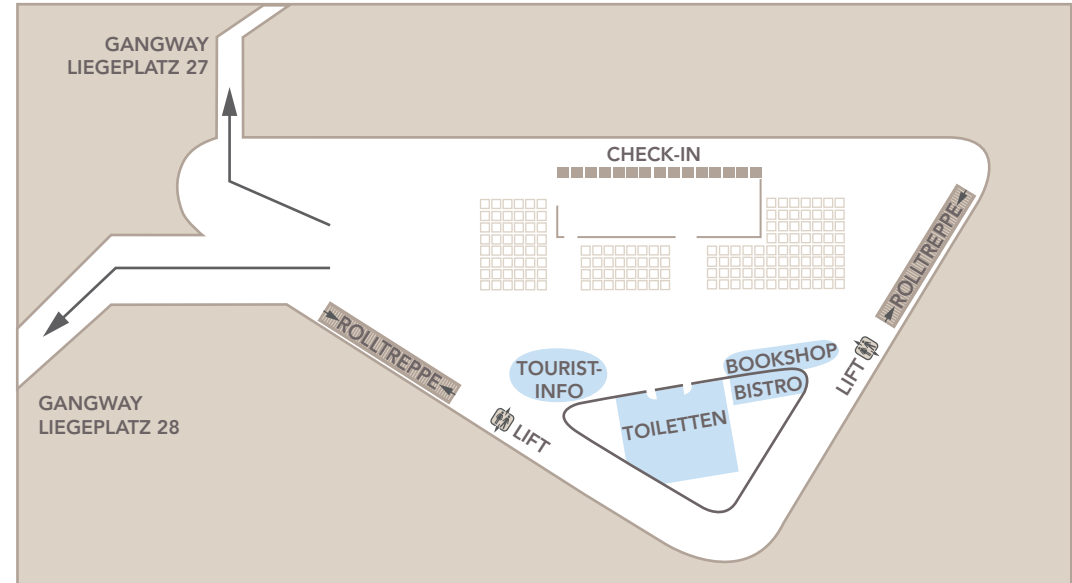 GANGWAY
LIEGEPLATZ 27
CHECK-IN
ROLLTREPPE
ROLLTREPPE
TOURIST-
INFO
BOOKSHOP
BISTRO
LIFT
TOILETTEN
LIFT
GANGWAY
LIEGEPLATZ 28